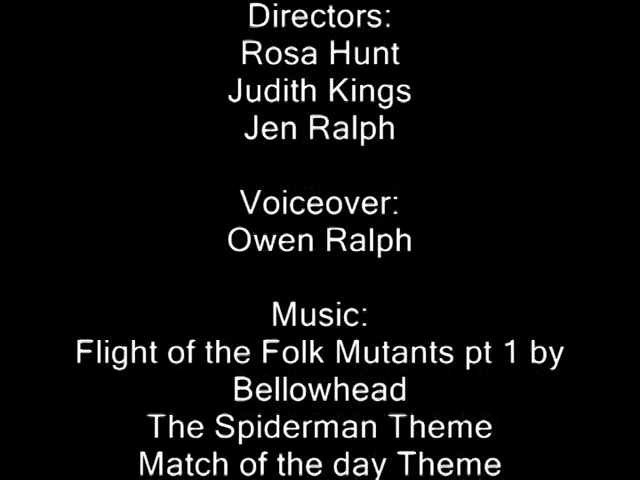 Directors:
Rosa Hunt
Judith Kings
Jen Ralph
Voiceover:
Owen Ralph
Music:
Flight of the Folk Mutants pt 1 by
Bellowhead
The Spiderman Theme
Match of the day Theme